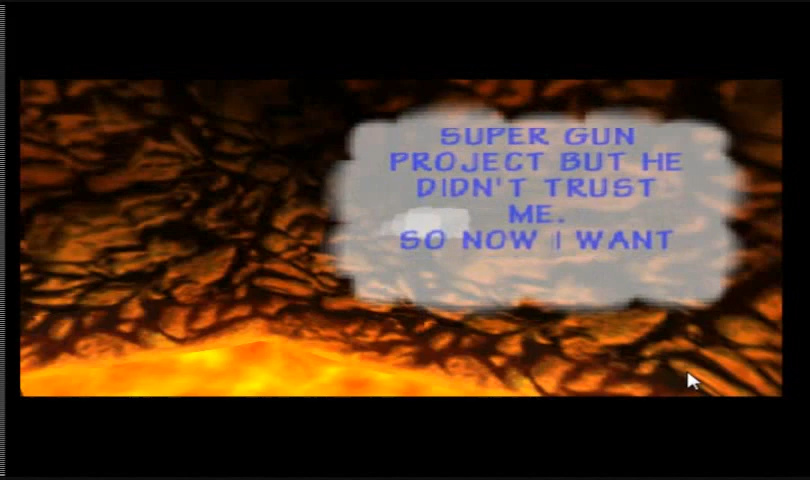 SUPER GUN
PROJECT BUT HE
DIDN'T TRUST
ME.
SO NOW I WANT